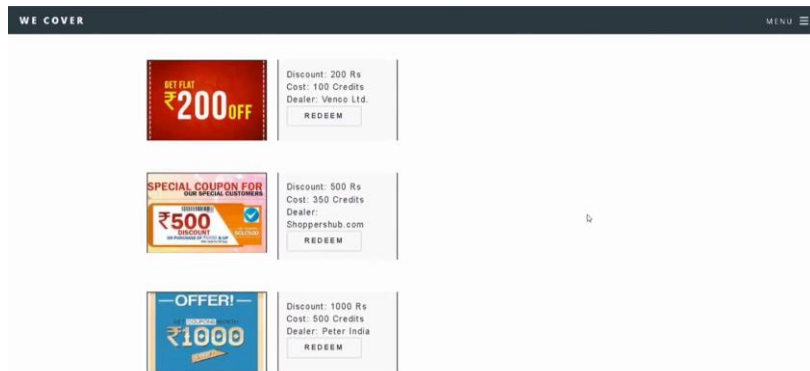 WE COVER
MENU
GET FLAT
₹200 OFF
Discount: 200 Rs
Cost: 100 Credits
Dealer: Venco Ltd.
REDEEM
SPECIAL COUPON FOR
OUR SPECIAL CUSTOMERS
₹500
DISCOUNT
Discount: 500 Rs
Cost: 350 Credits
Dealer:
Shoppershub.com
REDEEM
OFFER!
₹1000
Discount: 1000 Rs
Cost: 500 Credits
Dealer: Peter India
REDEEM